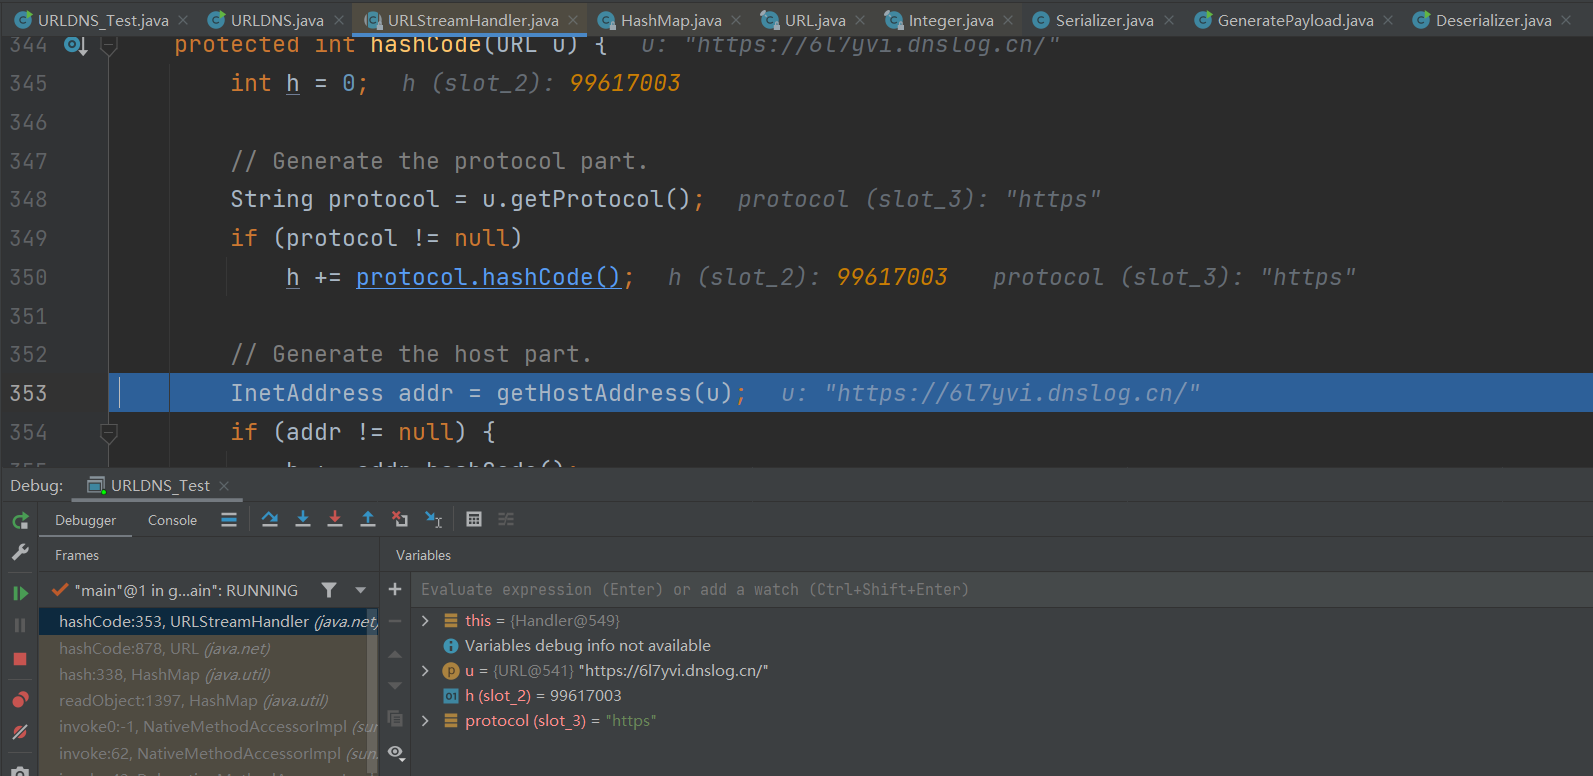 URLDNS_Test.java × URLDNS.java × URLStreamHandler.java × HashMap.java × URL.java × Integer.java × Serializer.java × GeneratePayload.java × Deserializer.java ×
344 protected int hashCode(URL u) { u: "https://6l7yvi.dnslog.cn/"
345 int h = 0; h (slot_2): 99617003
346
347 // Generate the protocol part.
348 String protocol = u.getProtocol(); protocol (slot_3): "https"
349 if (protocol != null)
350 h += protocol.hashCode(); h (slot_2): 99617003 protocol (slot_3): "https"
351
352 // Generate the host part.
353 InetAddress addr = getHostAddress(u); u: "https://6l7yvi.dnslog.cn/"
354 if (addr != null) {
355 h += addr.hashCode();
Debug: URLDNS_Test ×
Debugger Console
Frames
Variables
"main"@1 in g...ain": RUNNING
Evaluate expression (Enter) or add a watch (Ctrl+Shift+Enter)
hashCode:353, URLStreamHandler (java.net)
hashCode:878, URL (java.net)
hash:338, HashMap (java.util)
readObject:1397, HashMap (java.util)
invoke0:-1, NativeMethodAccessorImpl (sun
invoke:62, NativeMethodAccessorImpl (sun
this = {Handler@549}
Variables debug info not available
u = {URL@541} "https://6l7yvi.dnslog.cn/"
h (slot_2) = 99617003
protocol (slot_3) = "https"